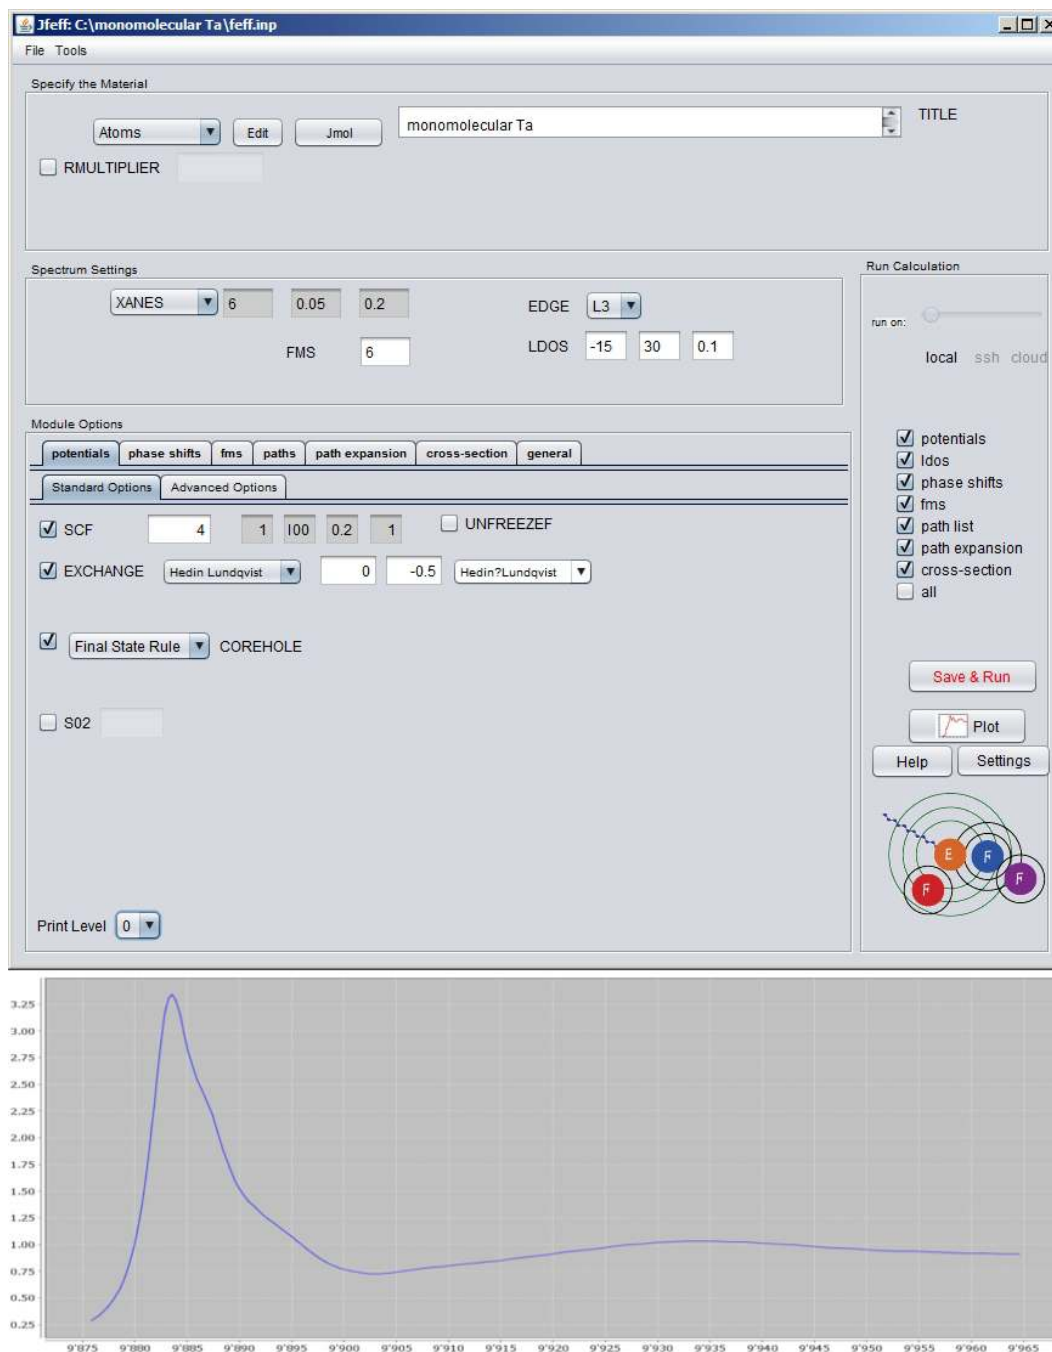 Jfeff: C:\monomolecular Ta\feff.inp
File Tools
Specify the Material
Atoms Edit Jmol monomolecular Ta TITLE
RMULTIPLIER
Spectrum Settings
XANES 6 0.05 0.2 EDGE L3
FMS 6 LDOS -15 30 0.1
Run Calculation
run on:
local ssh cloud
Module Options
potentials phase shifts fms paths path expansion cross-section general
Standard Options Advanced Options
SCF 4 1 100 0.2 1 UNFREEZEF
EXCHANGE Hedin Lundqvist 0 -0.5 Hedin?Lundqvist
Final State Rule COREHOLE
S02
Print Level 0
potentials
ldos
phase shifts
fms
path list
path expansion
cross-section
all
Save & Run
Plot
Help Settings
E F
F F
3.25
3.00
2.75
2.50
2.25
2.00
1.75
1.50
1.25
1.00
0.75
0.50
0.25
9'875 9'880 9'885 9'890 9'895 9'900 9'905 9'910 9'915 9'920 9'925 9'930 9'935 9'940 9'945 9'950 9'955 9'960 9'965